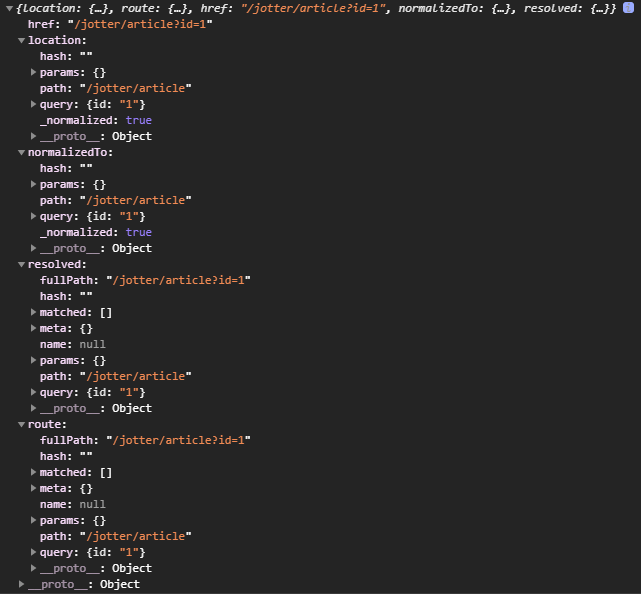 {location: {…}, route: {…}, href: "/jotter/article?id=1", normalizedTo: {…}, resolved: {…}}
href: "/jotter/article?id=1"
location:
hash: ""
params: {}
path: "/jotter/article"
query: {id: "1"}
_normalized: true
__proto__: Object
normalizedTo:
hash: ""
params: {}
path: "/jotter/article"
query: {id: "1"}
_normalized: true
__proto__: Object
resolved:
fullPath: "/jotter/article?id=1"
hash: ""
matched: []
meta: {}
name: null
params: {}
path: "/jotter/article"
query: {id: "1"}
__proto__: Object
route:
fullPath: "/jotter/article?id=1"
hash: ""
matched: []
meta: {}
name: null
params: {}
path: "/jotter/article"
query: {id: "1"}
__proto__: Object
__proto__: Object